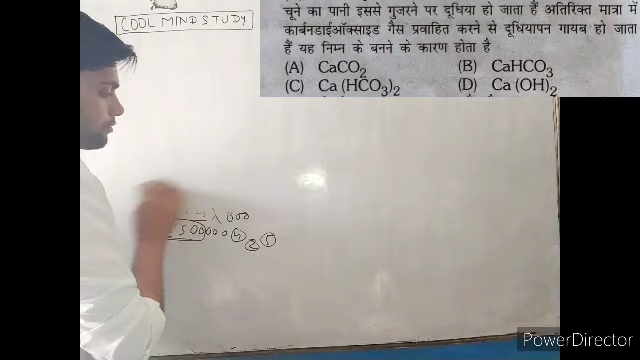 COOL MIND STUDY
चूने का पानी इससे गुजरने पर दूधिया हो जाता हैं अतिरिक्त मात्रा में
कार्बनडाईऑक्साइड गैस प्रवाहित करने से दूधियापन गायब हो जाता
हैं यह निम्न के बनने के कारण होता है
(A) CaCO₂ (B) CaHCO₃
(C) Ca (HCO₃)₂ (D) Ca (OH)₂
PowerDirector